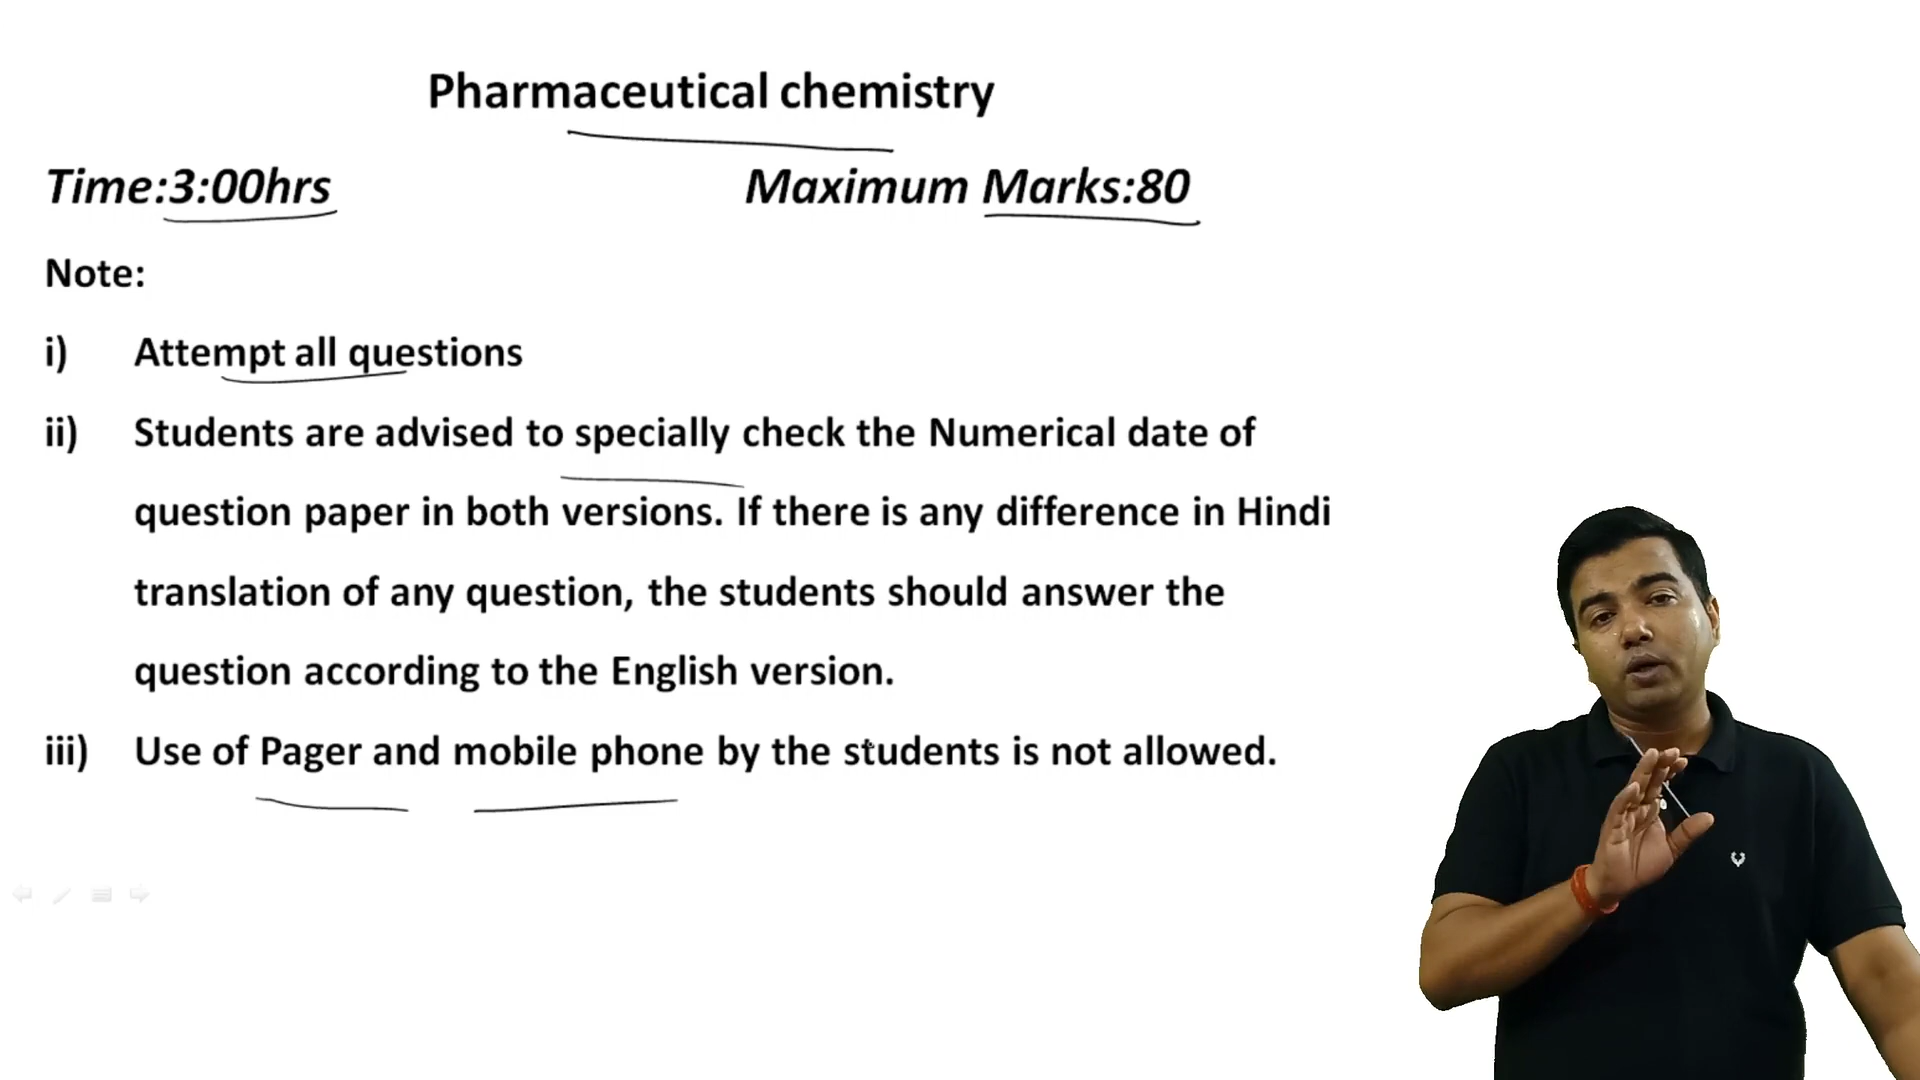 Pharmaceutical chemistry
Time:3:00hrs Maximum Marks:80
Note:
i) Attempt all questions
ii) Students are advised to specially check the Numerical date of
question paper in both versions. If there is any difference in Hindi
translation of any question, the students should answer the
question according to the English version.
iii) Use of Pager and mobile phone by the students is not allowed.